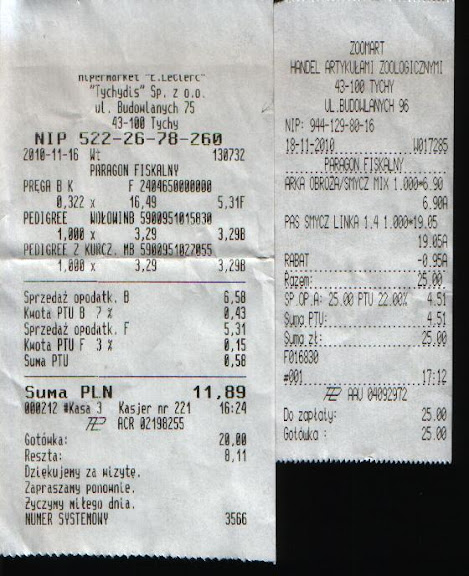 Hipermarket "E.Leclerc"
"Tychydis" Sp. z o.o.
ul. Budowlanych 75
43-100 Tychy
NIP 522-26-78-260
2010-11-16 Wt 130732
PARAGON FISKALNY
PRĘGA B K F 2404650000000
0,322 x 16,49 5,31F
PEDIGREE WOŁOWINB 5900951015830
1,000 x 3,29 3,29B
PEDIGREE Z KURCZ. MB 5900951027055
1,000 x 3,29 3,29B
Sprzedaż opodatk. B 6,58
Kwota PTU B 7 % 0,43
Sprzedaż opodatk. F 5,31
Kwota PTU F 3 % 0,15
Suma PTU 0,58
Suma PLN 11,89
000212 #Kasa 3 Kasjer nr 221 16:24
ACR 02198255
Gotówka: 20,00
Reszta: 8,11
Dziękujemy za wizytę.
Zapraszamy ponownie.
Życzymy miłego dnia.
NUMER SYSTEMOWY 3566
ZOOMART
HANDEL ARTYKUŁAMI ZOOLOGICZNYMI
43-100 TYCHY
UL.BUDOWLANYCH 96
NIP: 944-129-80-16
18-11-2010 W017285
PARAGON FISKALNY
ARKA OBROŻA/SMYCZ MIX 1.000*6.90
6.90A
PAS SMYCZ LINKA 1.4 1.000*19.05
19.05A
RABAT -0.95A
Razem: 25.00
SP.OP.A: 25.00 PTU 22.00% 4.51
Suma PTU: 4.51
Suma zł: 25.00
F016830
#001 17:12
AAU 04092972
Do zapłaty: 25.00
Gotówka : 25.00